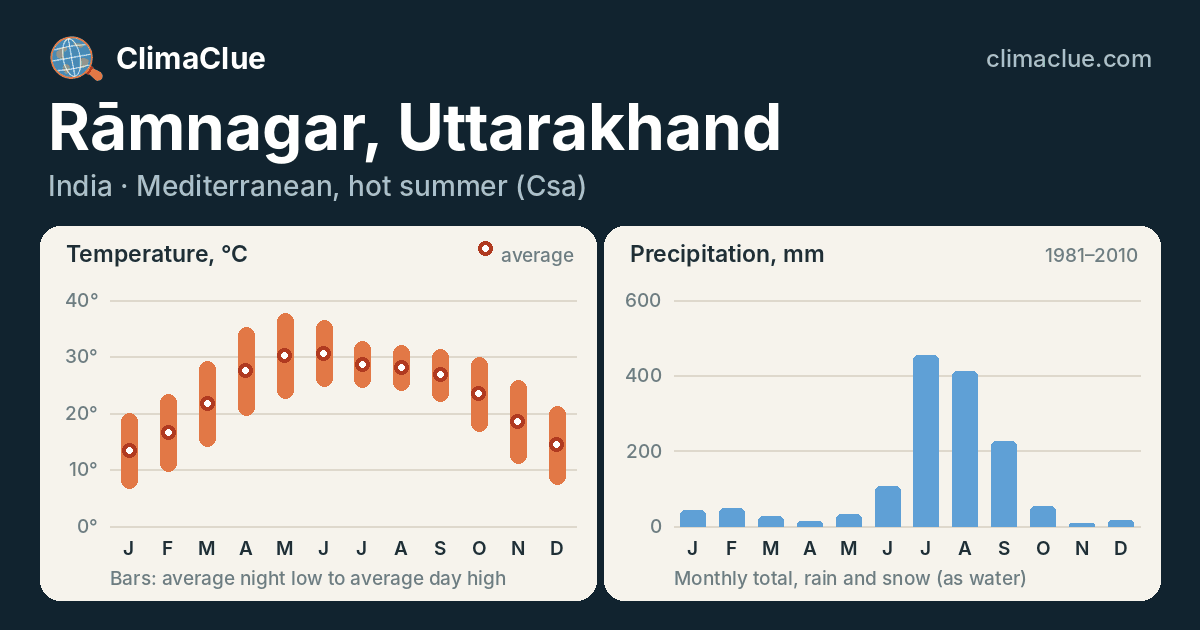 ClimaClue
climaclue.com
Rāmnagar, Uttarakhand
India · Mediterranean, hot summer (Csa)
Temperature, °C
average
40°
30°
20°
10°
0°
J F M A M J J A S O N D
Bars: average night low to average day high
Precipitation, mm
1981–2010
600
400
200
0
J F M A M J J A S O N D
Monthly total, rain and snow (as water)